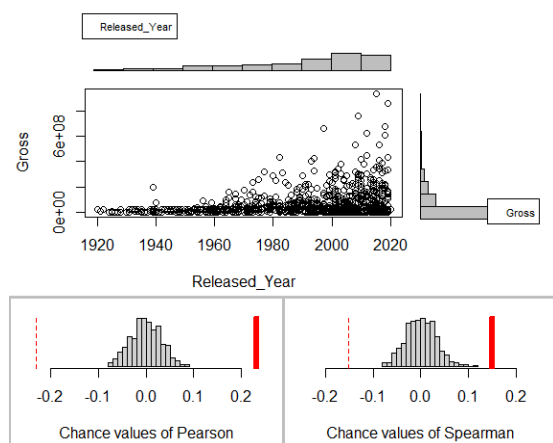 Released_Year
Gross
6e+08
0e+00
1920 1940 1960 1980 2000 2020
Released_Year
Gross
-0.2 -0.1 0.0 0.1 0.2
Chance values of Pearson
-0.2 -0.1 0.0 0.1 0.2
Chance values of Spearman